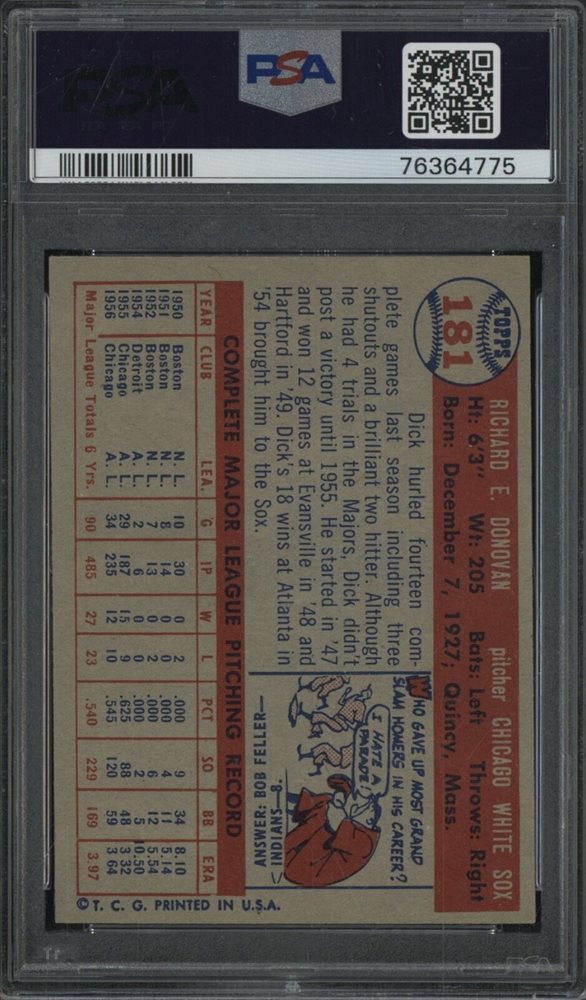 PSA
PSA
76364775
TOPPS
181
RICHARD E. DONOVAN pitcher CHICAGO WHITE SOX
Ht: 6'3" Wt: 205 Bats: Left Throws: Right
Born: December 7, 1927, Quincy, Mass.
Dick hurled fourteen com-
plete games last season including three
shutouts and a brilliant two hitter. Although
he had 4 trials in the Majors, Dick didn't
post a victory until 1955. He started in '47
and won 12 games at Evansville in '48 and
Hartford in '49. Dick's 18 wins at Atlanta in
'54 brought him to the Sox.
WHO GAVE UP MOST GRAND
SLAM HOMERS IN HIS CAREER?
I HATE A
PARADE!
ANSWER: BOB FELLER—
INDIANS—8.
COMPLETE MAJOR LEAGUE PITCHING RECORD
YEAR CLUB LEA. G IP W L PCT SO BB ERA
1950 Boston N. L. 10 30 0 2 .000 9 34 8.10
1951 Boston N. L. 8 14 0 0 .000 4 11 5.14
1952 Boston N. L. 7 13 0 2 .000 6 12 5.54
1954 Detroit A. L. 2 6 0 0 .000 2 5 10.50
1955 Chicago A. L. 29 187 15 9 .625 88 48 3.32
1956 Chicago A. L. 34 235 12 10 .545 120 59 3.64
Major League Totals 6 Yrs. 90 485 27 23 .540 229 169 3.97
© T. C. G. PRINTED IN U.S.A.